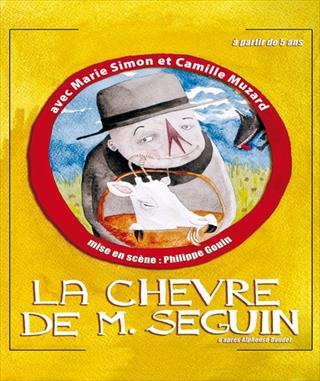 à partir de 5 ans
avec Marie Simon et Camille Muzard
mise en scène : Philippe Gouin
LA CHEVRE
DE M. SEGUIN
d'après Alphonse Daudet